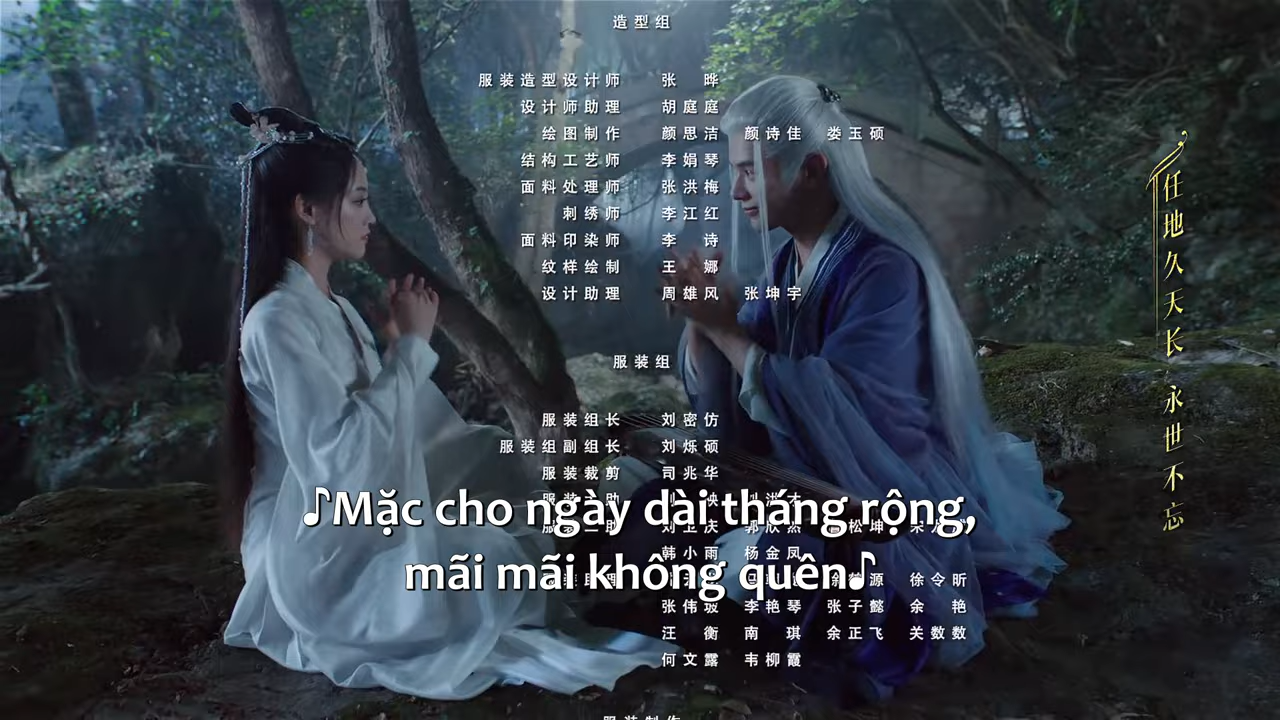 造型组
服装造型设计师 张 晔
设计师助理 胡庭庭
绘图制作 颜思洁 颜诗佳 娄玉硕
结构工艺师 李娟琴
面料处理师 张洪梅
刺绣师 李江红
面料印染师 李 诗
纹样绘制 王 娜
设计助理 周雄风 张坤宇
任地久天长 永世不忘
服装组
服装组长 刘密仿
服装组副组长 刘烁硕
服装裁剪 司兆华
♪Mặc cho ngày dài tháng rộng,
韩小雨 杨金凤
mãi mãi không quên♪
源 徐令昕
张伟玻 李艳琴 张子懿 余 艳
汪 衡 南 琪 余正飞 关数数
何文露 韦柳霞